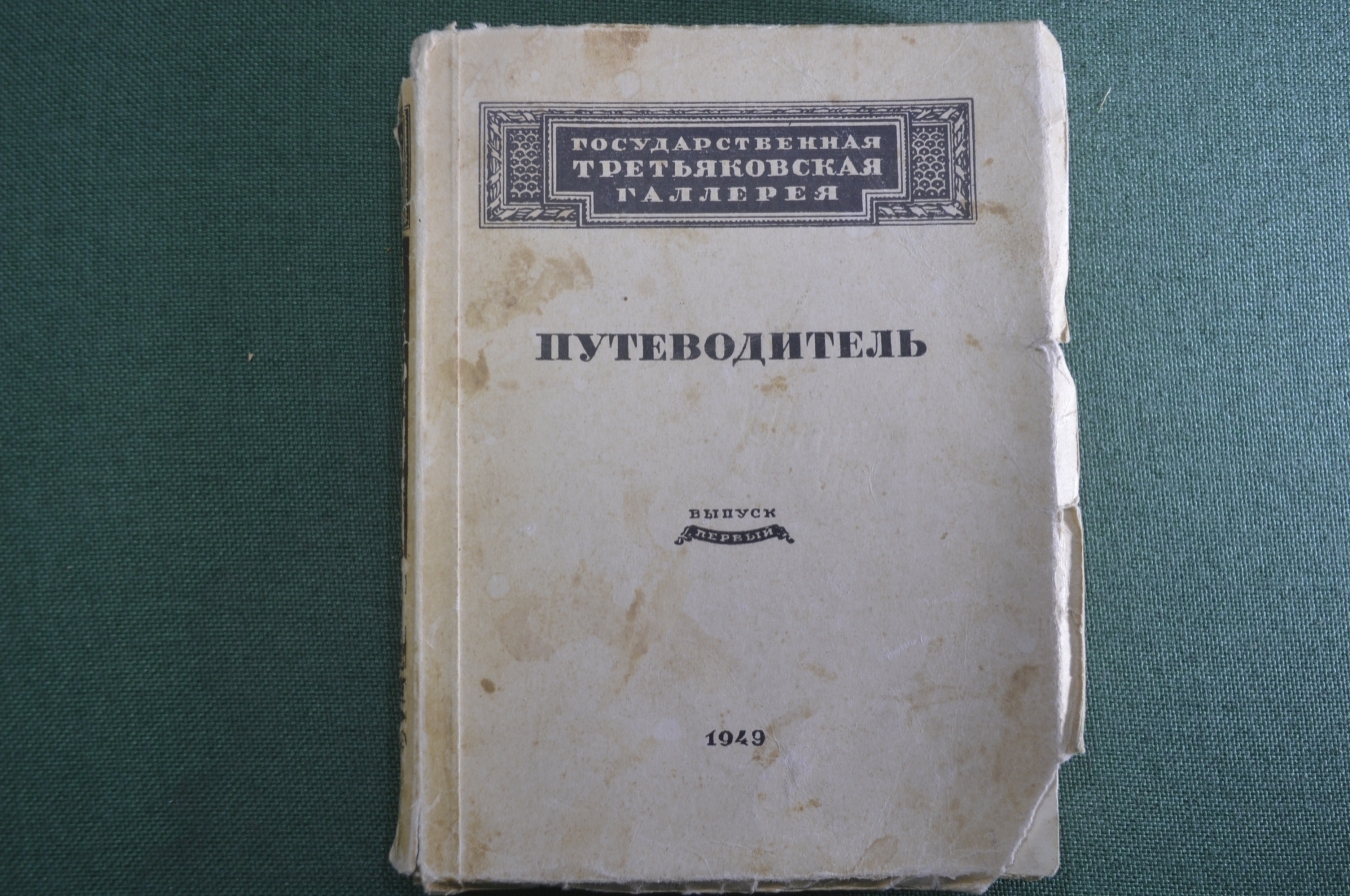 ГОСУДАРСТВЕННАЯ
ТРЕТЬЯКОВСКАЯ
ГАЛЛЕРЕЯ
ПУТЕВОДИТЕЛЬ
ВЫПУСК
ПЕРВЫЙ
1949